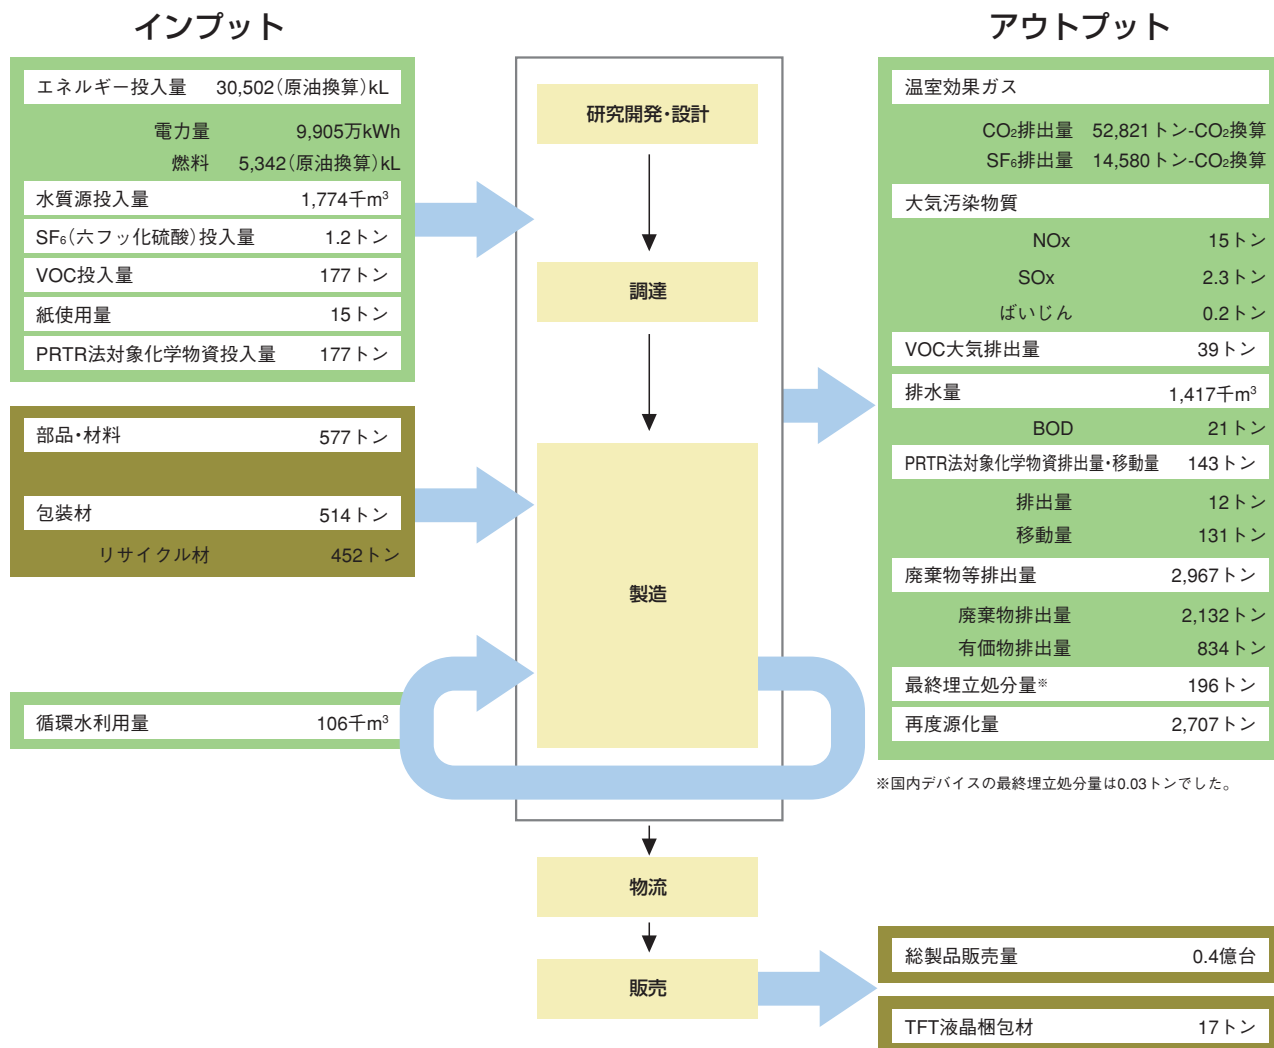 インプット
エネルギー投入量 30,502(原油換算)kL
電力量 9,905万kWh
燃料 5,342(原油換算)kL
水質源投入量 1,774千m³
SF₆(六フッ化硫酸)投入量 1.2トン
VOC投入量 177トン
紙使用量 15トン
PRTR法対象化学物資投入量 177トン
部品・材料 577トン
包装材 514トン
リサイクル材 452トン
循環水利用量 106千m³
研究開発・設計
調達
製造
物流
販売
アウトプット
温室効果ガス
CO₂排出量 52,821トン-CO₂換算
SF₆排出量 14,580トン-CO₂換算
大気汚染物質
NOx 15トン
SOx 2.3トン
ばいじん 0.2トン
VOC大気排出量 39トン
排水量 1,417千m³
BOD 21トン
PRTR法対象化学物資排出量・移動量 143トン
排出量 12トン
移動量 131トン
廃棄物等排出量 2,967トン
廃棄物排出量 2,132トン
有価物排出量 834トン
最終埋立処分量※ 196トン
再度源化量 2,707トン
※国内デバイスの最終埋立処分量は0.03トンでした。
総製品販売量 0.4億台
TFT液晶梱包材 17トン